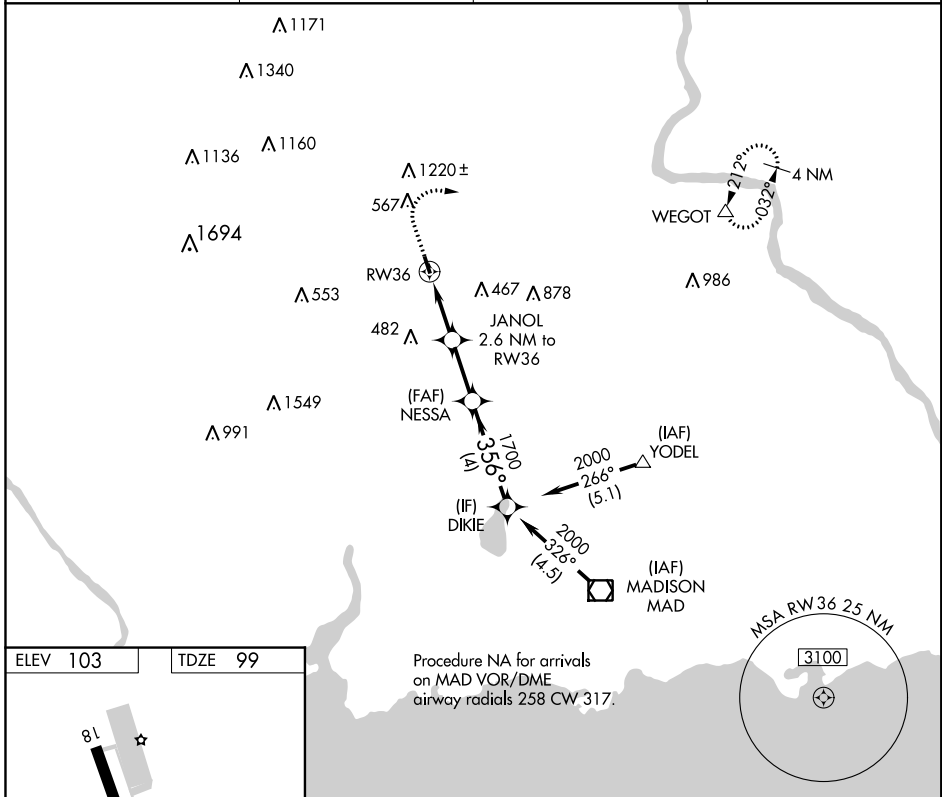 1171
1340
1136
1160
1220 ±
567
212°
032°
4 NM
WEGOT
1694
RW36
553
467
878
986
482
JANOL
2.6 NM to
RW36
(FAF)
NESSA
1549
991
1700
356°
(4)
(IAF)
YODEL
2000
266°
(5.1)
(IF)
DIKIE
2000
326°
(4.5)
(IAF)
MADISON
MAD
MSA RW36 25 NM
3100
ELEV 103
TDZE 99
Procedure NA for arrivals
on MAD VOR/DME
airway radials 258 CW 317.
18